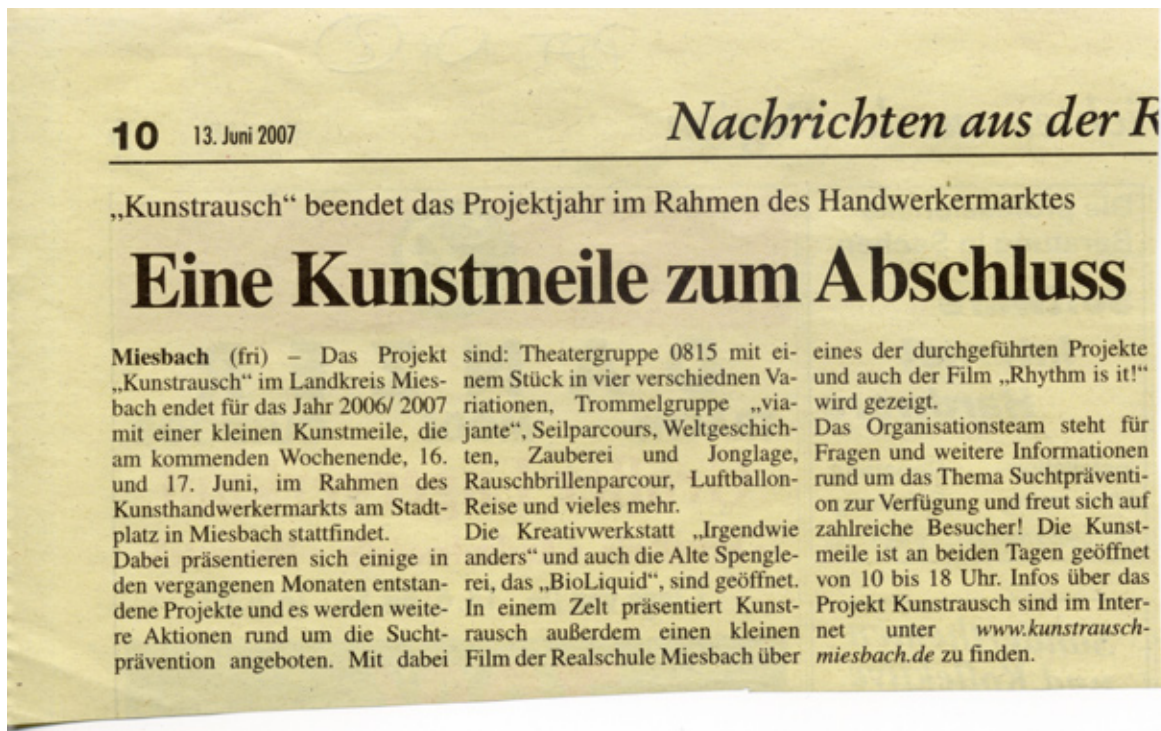 10 13. Juni 2007 Nachrichten aus der R
„Kunstrausch“ beendet das Projektjahr im Rahmen des Handwerkermarktes
Eine Kunstmeile zum Abschluss
Miesbach (fri) – Das Projekt
„Kunstrausch“ im Landkreis Mies-
bach endet für das Jahr 2006/ 2007
mit einer kleinen Kunstmeile, die
am kommenden Wochenende, 16.
und 17. Juni, im Rahmen des
Kunsthandwerkermarkts am Stadt-
platz in Miesbach stattfindet.
Dabei präsentieren sich einige in
den vergangenen Monaten entstan-
dene Projekte und es werden weite-
re Aktionen rund um die Sucht-
prävention angeboten. Mit dabei
sind: Theatergruppe 0815 mit ei-
nem Stück in vier verschiednen Va-
riationen, Trommelgruppe „via-
jante“, Seilparcours, Weltgeschich-
ten, Zauberei und Jonglage,
Rauschbrillenparcour, Luftballon-
Reise und vieles mehr.
Die Kreativwerkstatt „Irgendwie
anders“ und auch die Alte Spengle-
rei, das „BioLiquid“, sind geöffnet.
In einem Zelt präsentiert Kunst-
rausch außerdem einen kleinen
Film der Realschule Miesbach über
eines der durchgeführten Projekte
und auch der Film „Rhythm is it!“
wird gezeigt.
Das Organisationsteam steht für
Fragen und weitere Informationen
rund um das Thema Suchtpräventi-
on zur Verfügung und freut sich auf
zahlreiche Besucher! Die Kunst-
meile ist an beiden Tagen geöffnet
von 10 bis 18 Uhr. Infos über das
Projekt Kunstrausch sind im Inter-
net unter www.kunstrausch-
miesbach.de zu finden.